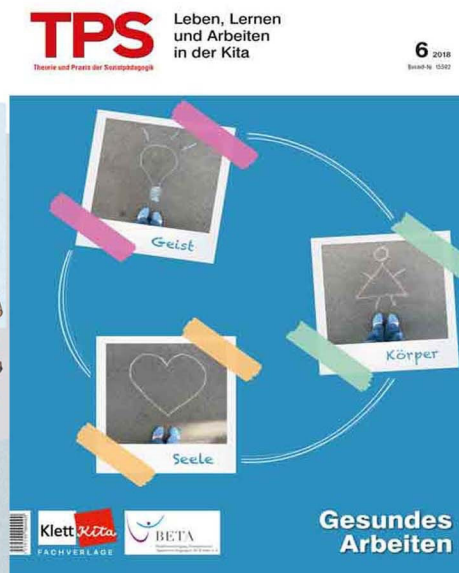 TPS
Theorie und Praxis der Sozialpädagogik
Leben, Lernen
und Arbeiten
in der Kita
6 2018
Geist
Körper
Seele
Klett Kita
FACHVERLAGE
BETA
Gesundes
Arbeiten